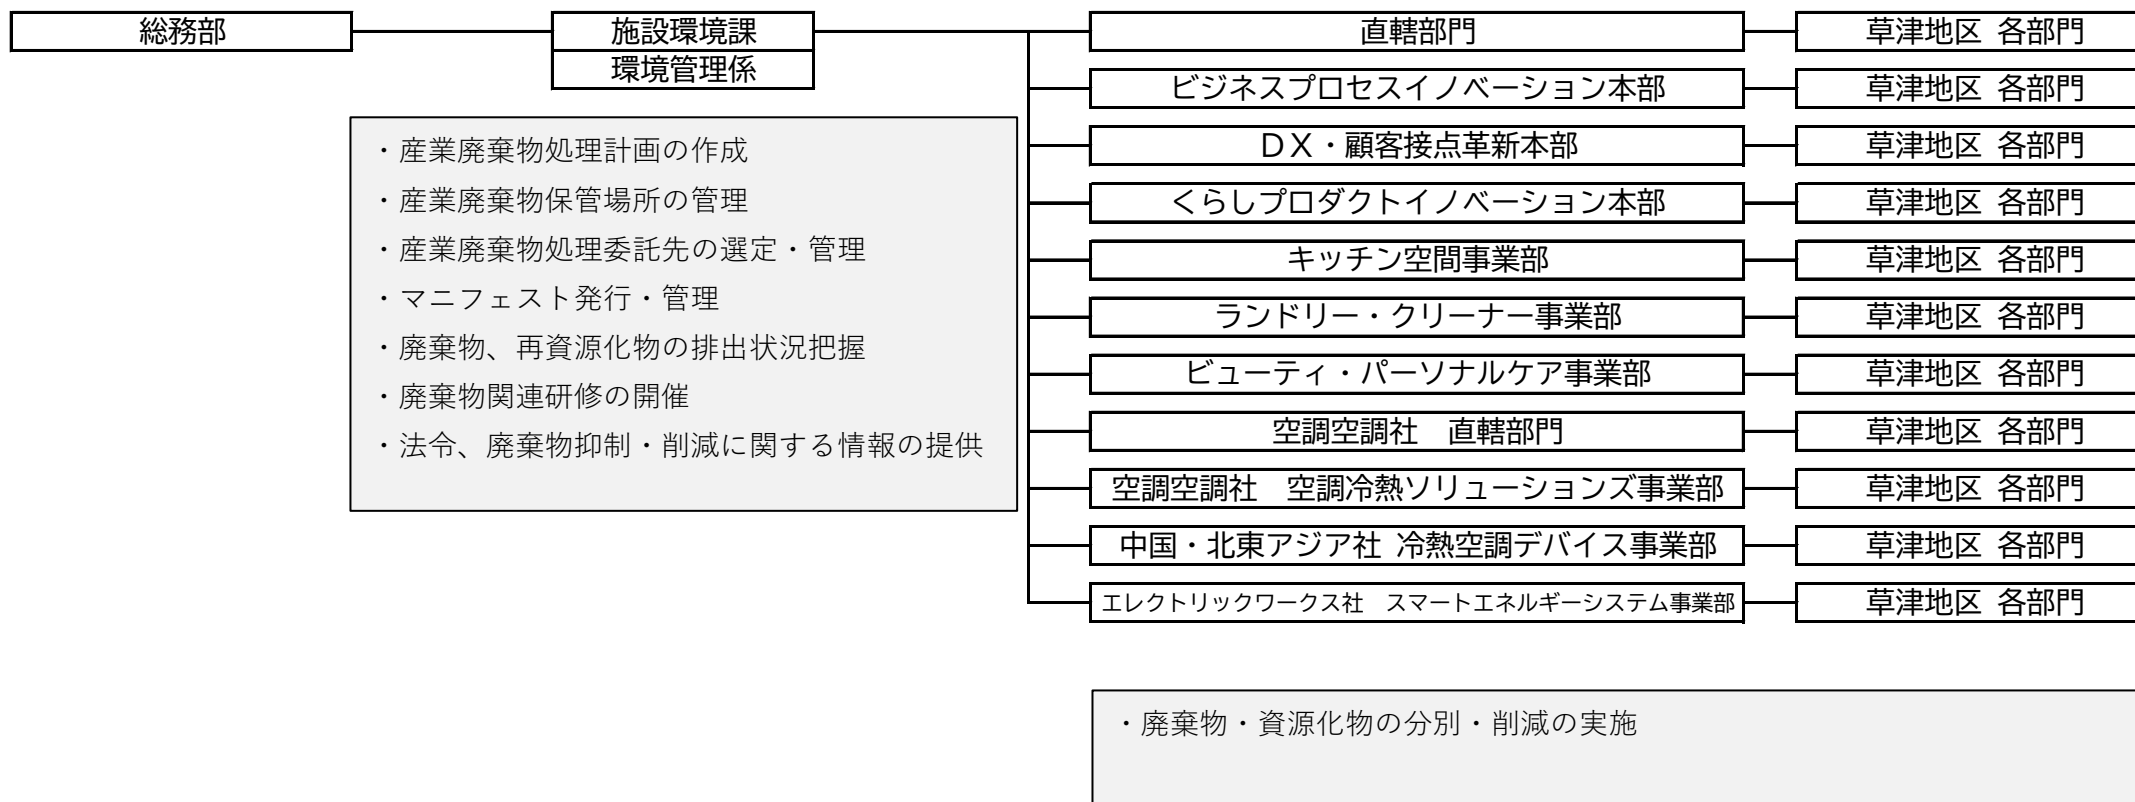 総務部
施設環境課
環境管理係
・産業廃棄物処理計画の作成
・産業廃棄物保管場所の管理
・産業廃棄物処理委託先の選定・管理
・マニフェスト発行・管理
・廃棄物、再資源化物の排出状況把握
・廃棄物関連研修の開催
・法令、廃棄物抑制・削減に関する情報の提供
直轄部門 草津地区 各部門
ビジネスプロセスイノベーション本部 草津地区 各部門
ＤＸ・顧客接点革新本部 草津地区 各部門
くらしプロダクトイノベーション本部 草津地区 各部門
キッチン空間事業部 草津地区 各部門
ランドリー・クリーナー事業部 草津地区 各部門
ビューティ・パーソナルケア事業部 草津地区 各部門
空調空調社　直轄部門 草津地区 各部門
空調空調社　空調冷熱ソリューションズ事業部 草津地区 各部門
中国・北東アジア社 冷熱空調デバイス事業部 草津地区 各部門
エレクトリックワークス社　スマートエネルギーシステム事業部 草津地区 各部門
・廃棄物・資源化物の分別・削減の実施